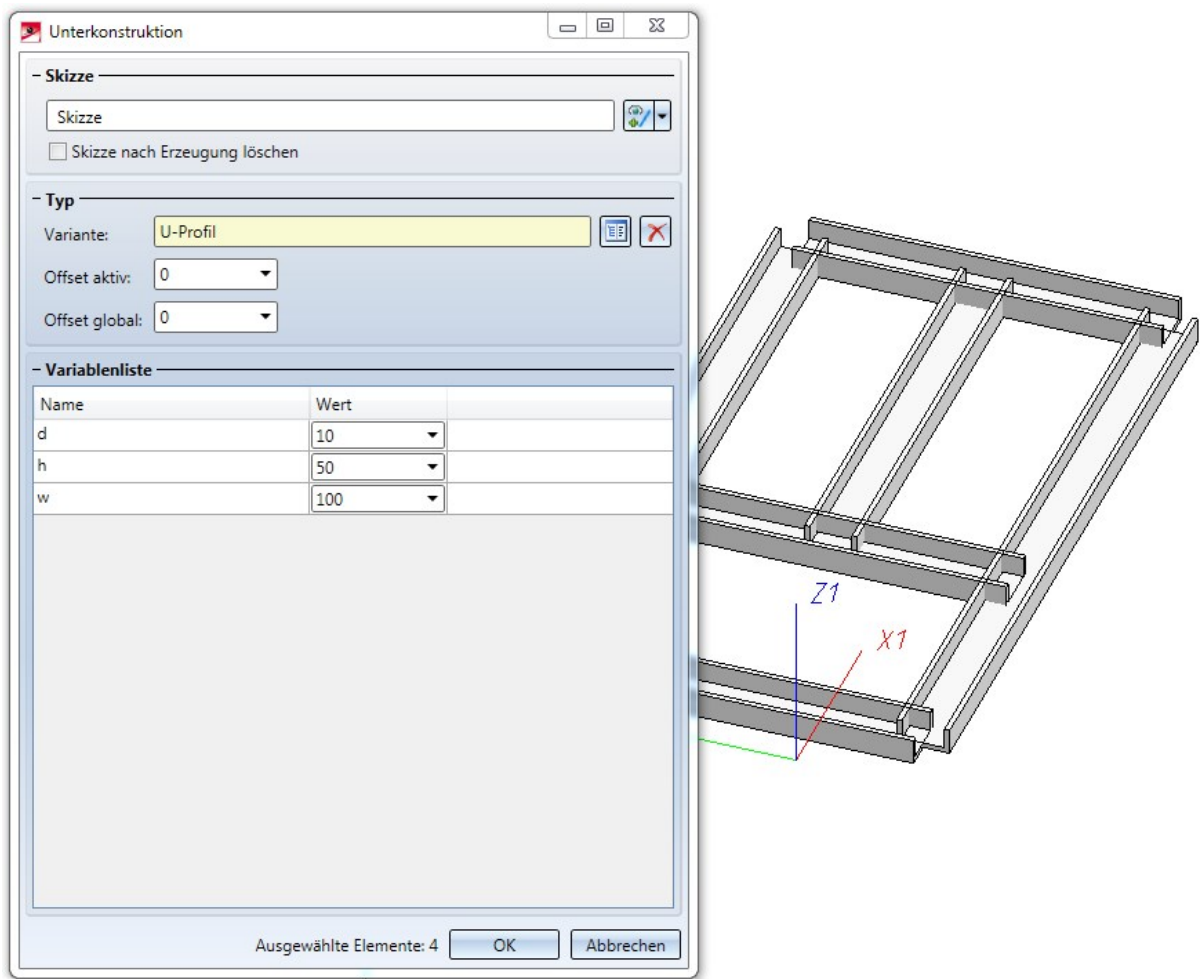 Unterkonstruktion
Skizze
Skizze
Skizze nach Erzeugung löschen
Typ
Variante: U-Profil
Offset aktiv: 0
Offset global: 0
Variablenliste
Name Wert
d 10
h 50
w 100
Ausgewählte Elemente: 4 OK Abbrechen
Z1
X1